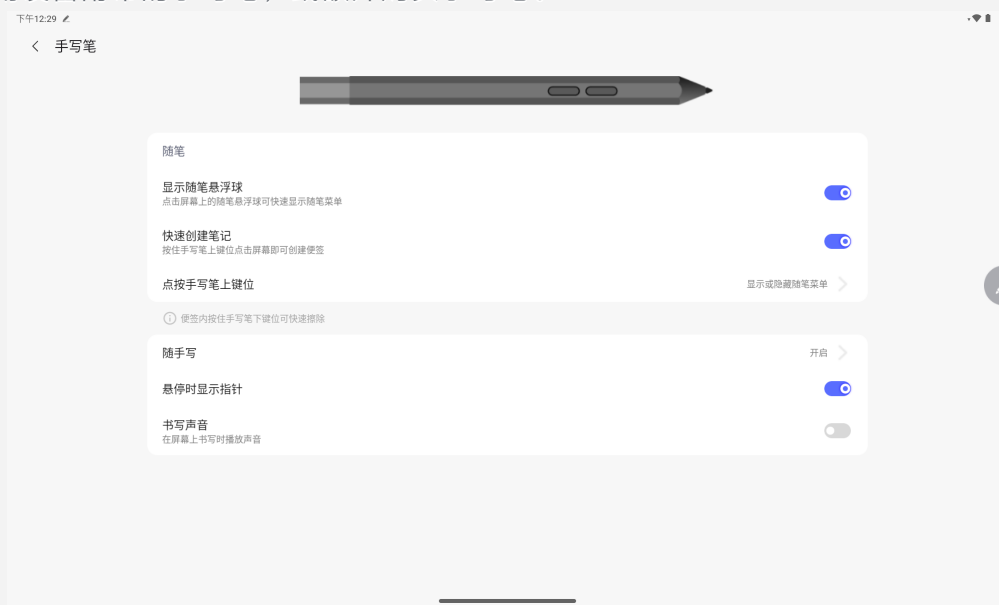 下午12:29
手写笔
随笔
显示随笔悬浮球
点击屏幕上的随笔悬浮球可快速显示随笔菜单
快速创建笔记
按住手写笔上键位点击屏幕即可创建便签
点按手写笔上键位 显示或隐藏随笔菜单
便签内按住手写笔下键位可快速擦除
随手写 开启
悬停时显示指针
书写声音
在屏幕上书写时播放声音